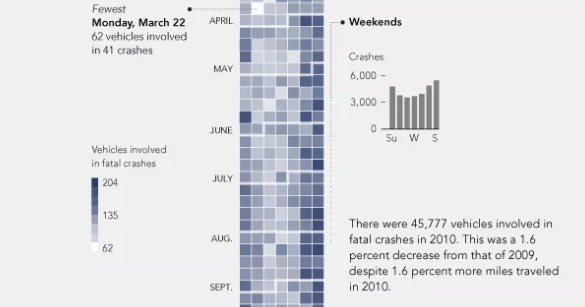 Fewest
Monday, March 22
62 vehicles involved
in 41 crashes
APRIL
MAY
JUNE
JULY
AUG.
SEPT.
Vehicles involved
in fatal crashes
204
135
62
Weekends
Crashes
6,000
3,000
0
Su W S
There were 45,777 vehicles involved in
fatal crashes in 2010. This was a 1.6
percent decrease from that of 2009,
despite 1.6 percent more miles traveled
in 2010.